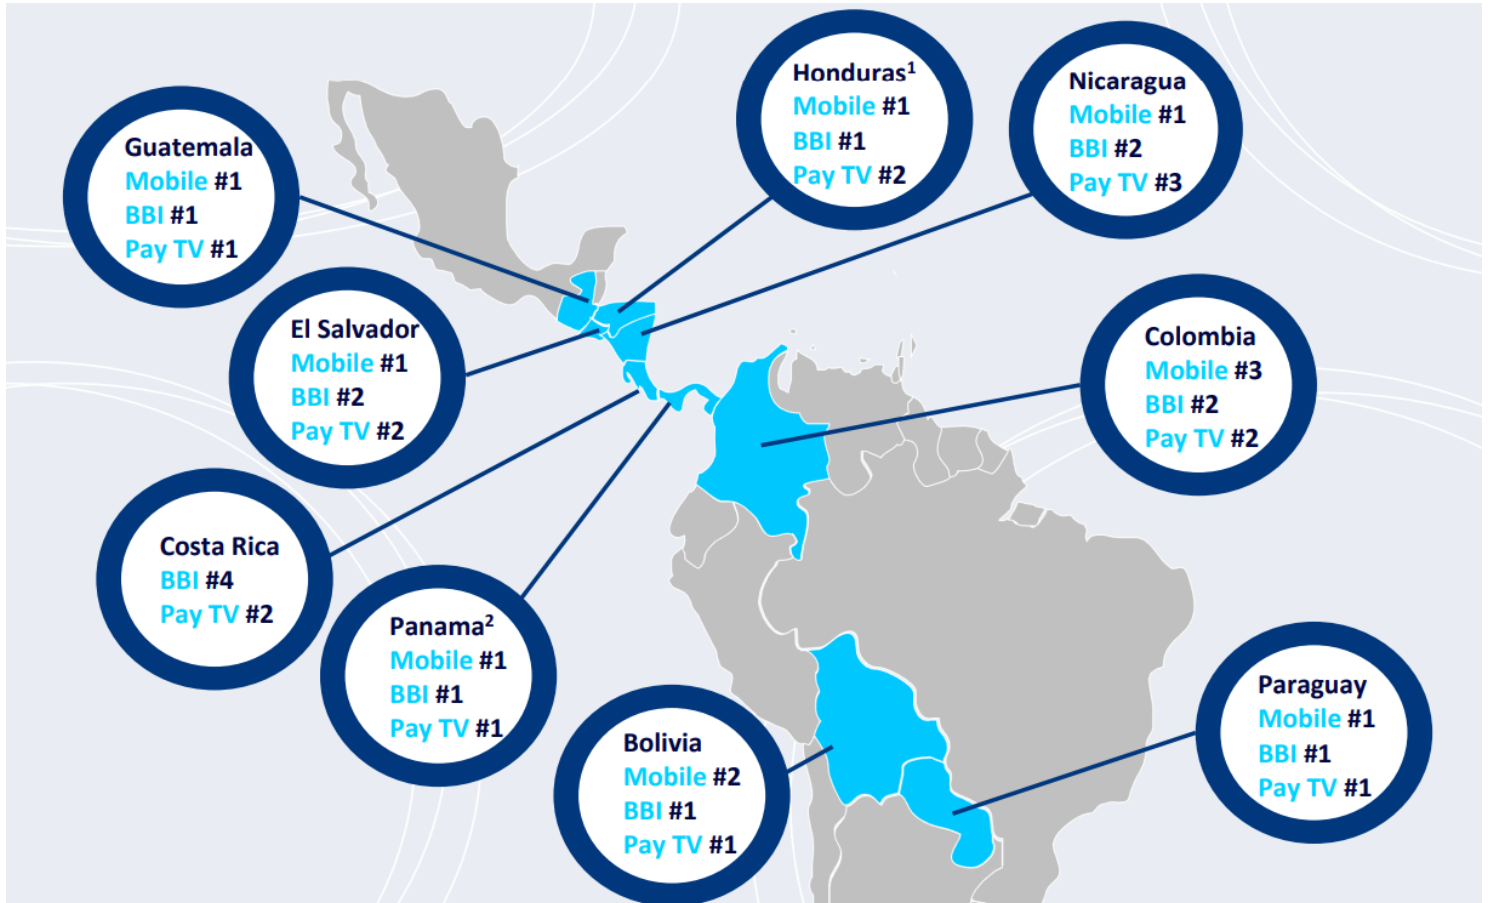 Guatemala
Mobile #1
BBI #1
Pay TV #1
Honduras¹
Mobile #1
BBI #1
Pay TV #2
Nicaragua
Mobile #1
BBI #2
Pay TV #3
El Salvador
Mobile #1
BBI #2
Pay TV #2
Colombia
Mobile #3
BBI #2
Pay TV #2
Costa Rica
BBI #4
Pay TV #2
Panama²
Mobile #1
BBI #1
Pay TV #1
Bolivia
Mobile #2
BBI #1
Pay TV #1
Paraguay
Mobile #1
BBI #1
Pay TV #1